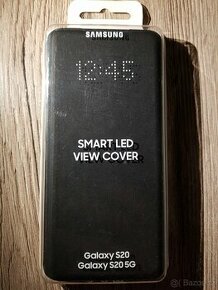 SAMSUNG
12:45
SMART LED
VIEW COVER
Galaxy S20
Galaxy S20 5G